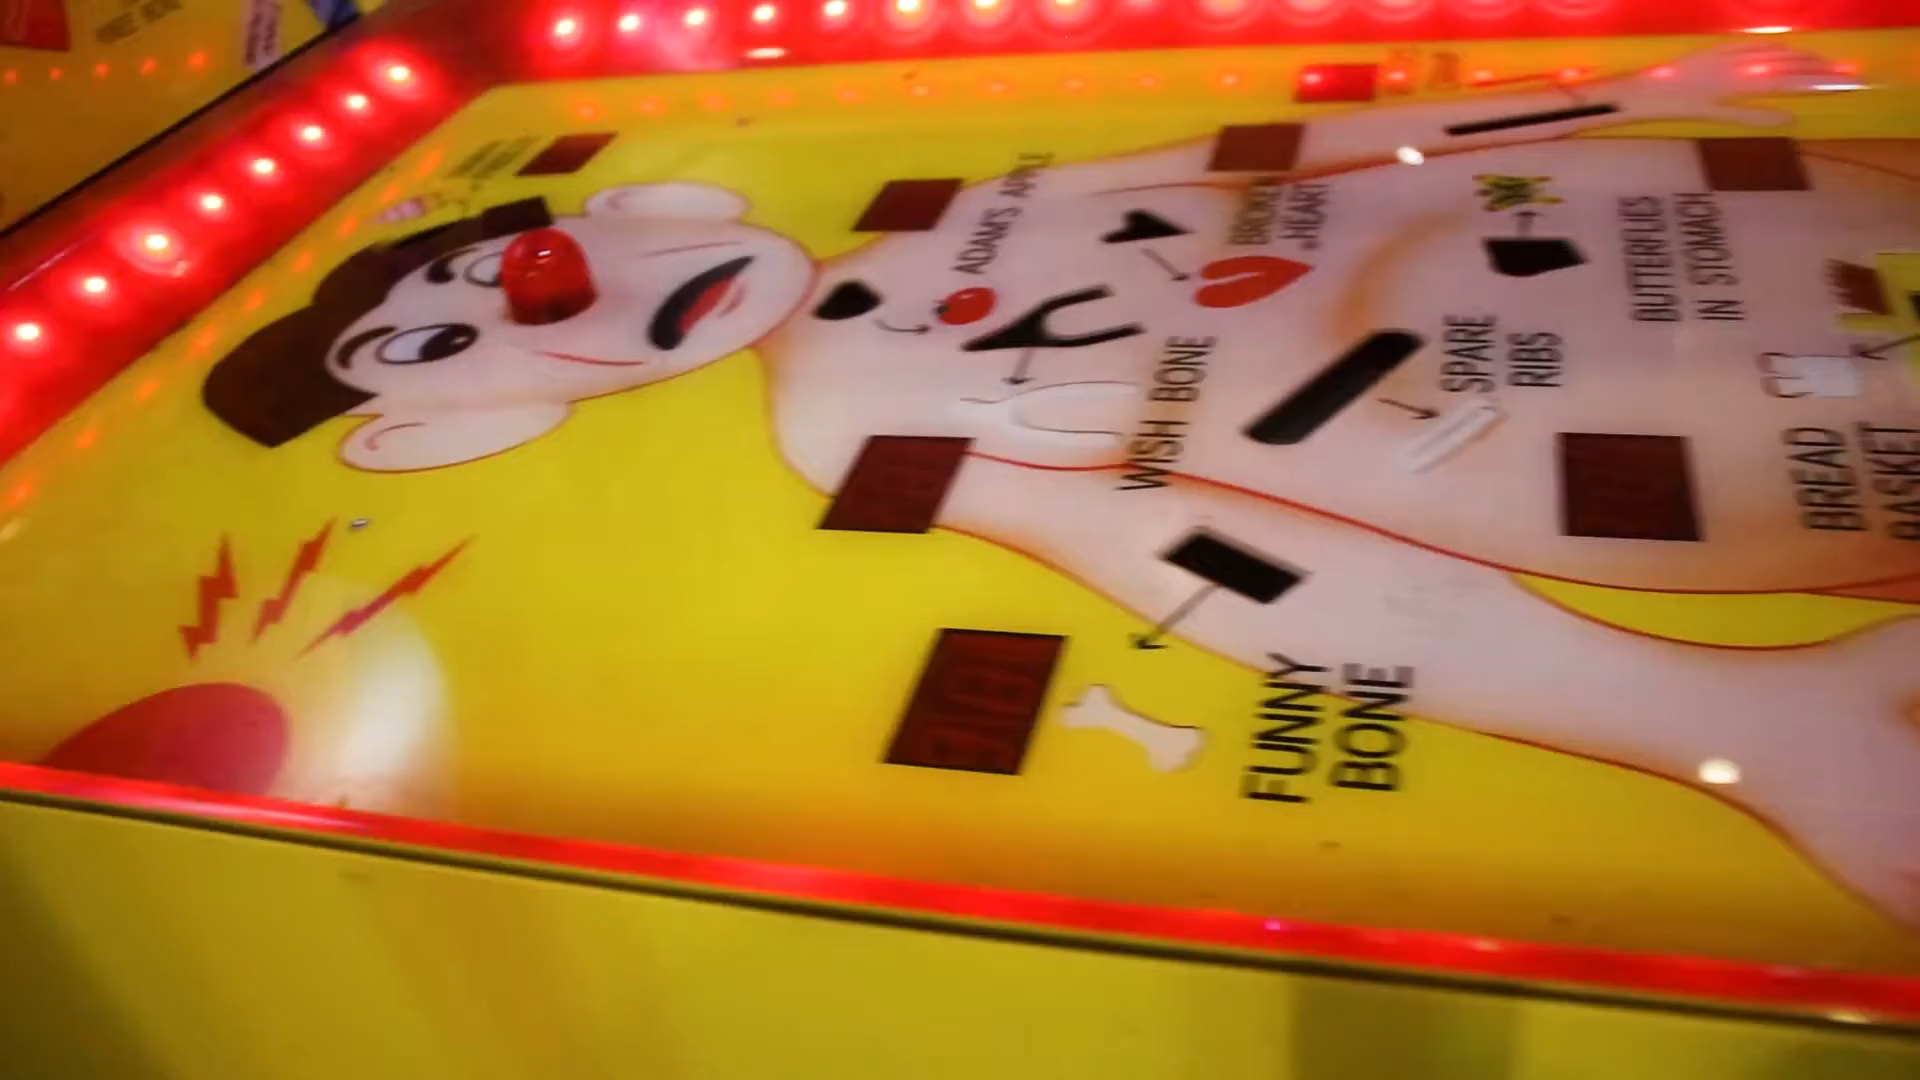 ADAM'S APPLE
BROKEN
HEART
BUTTERFLIES
IN STOMACH
WISH BONE
SPARE
RIBS
BREAD
BASKET
FUNNY
BONE